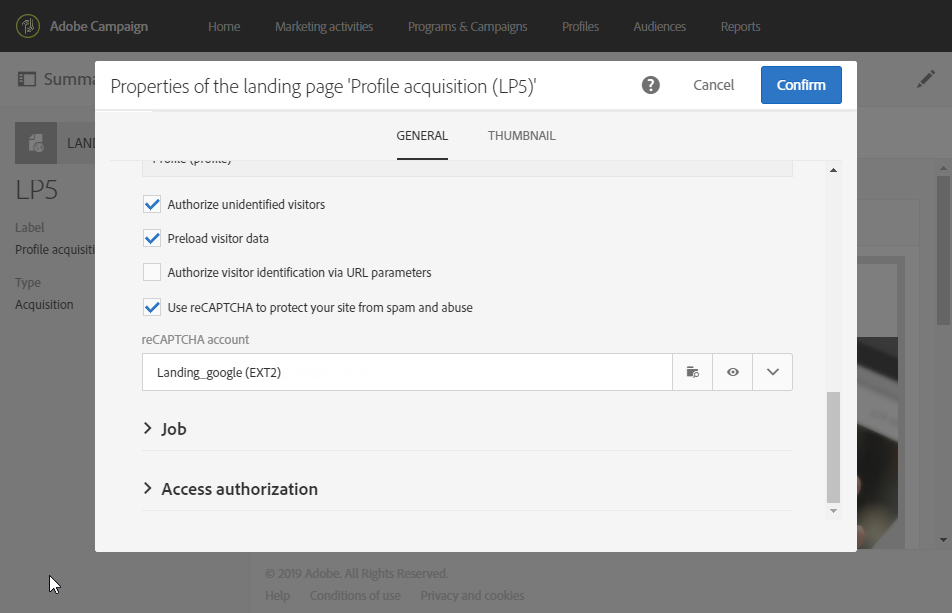 Adobe Campaign Home Marketing activities Programs & Campaigns Profiles Audiences Reports
Summa
Properties of the landing page 'Profile acquisition (LP5)' ? Cancel Confirm
GENERAL THUMBNAIL
LAND
LP5
Label
Profile acquisiti
Type
Acquisition
Profile (profile)
Authorize unidentified visitors
Preload visitor data
Authorize visitor identification via URL parameters
Use reCAPTCHA to protect your site from spam and abuse
reCAPTCHA account
Landing_google (EXT2)
Job
Access authorization
© 2019 Adobe. All Rights Reserved.
Help Conditions of use Privacy and cookies